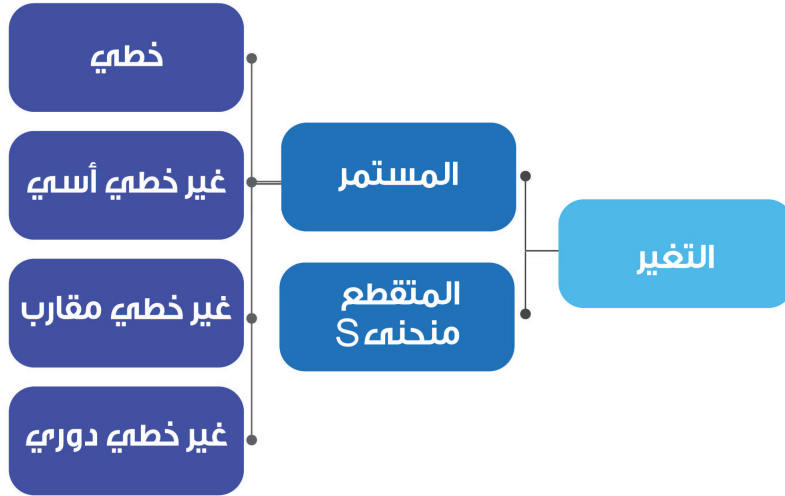 التغير
المستمر
المتقطع
منحنى S
خطي
غير خطي أسي
غير خطي مقارب
غير خطي دوري